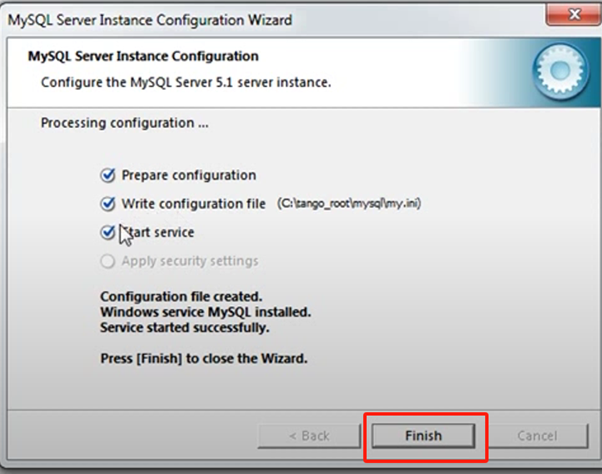 MySQL Server Instance Configuration Wizard
MySQL Server Instance Configuration
Configure the MySQL Server 5.1 server instance.
Processing configuration ...
Prepare configuration
Write configuration file (C:\tango_root\mysql\my.ini)
Start service
Apply security settings
Configuration file created.
Windows service MySQL installed.
Service started successfully.
Press [Finish] to close the Wizard.
< Back Finish Cancel